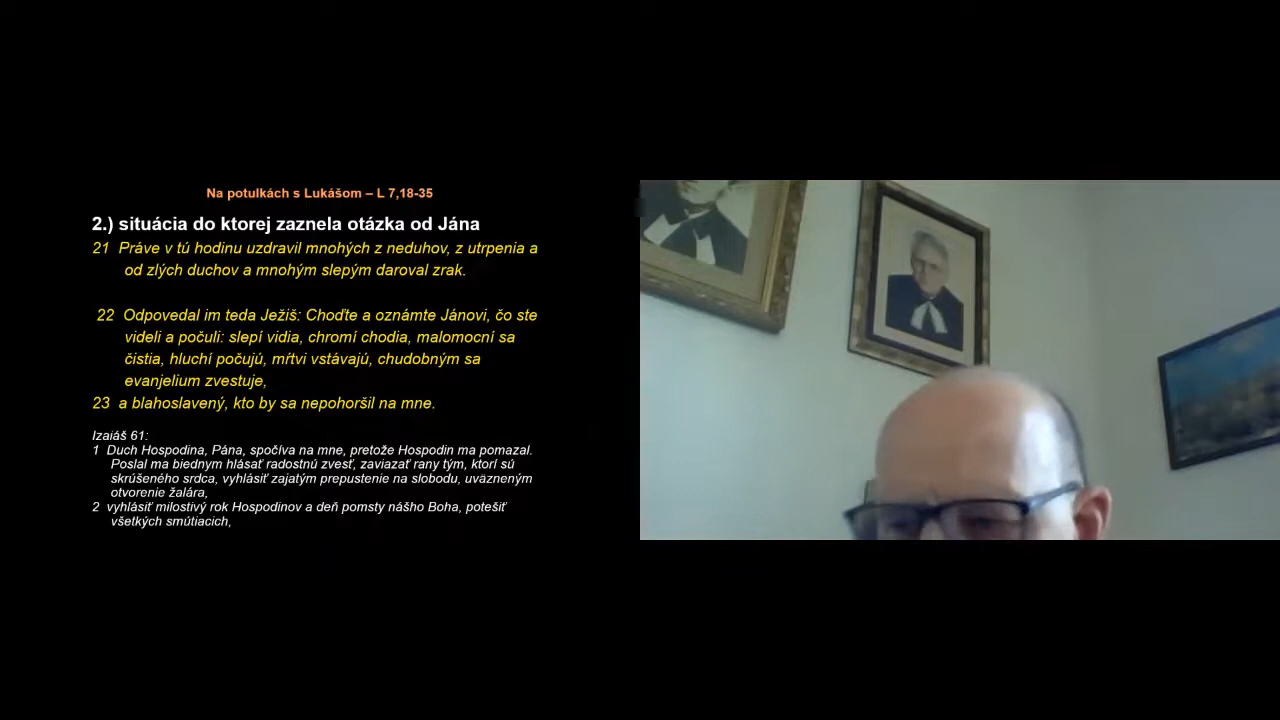 Na potulkách s Lukášom – L 7,18-35
2.) situácia do ktorej zaznela otázka od Jána
21 Práve v tú hodinu uzdravil mnohých z neduhov, z utrpenia a
od zlých duchov a mnohým slepým daroval zrak.
22 Odpovedal im teda Ježiš: Choďte a oznámte Jánovi, čo ste
videli a počuli: slepí vidia, chromí chodia, malomocní sa
čistia, hluchí počujú, mŕtvi vstávajú, chudobným sa
evanjelium zvestuje,
23 a blahoslavený, kto by sa nepohoršil na mne.
Izaiáš 61:
1 Duch Hospodina, Pána, spočíva na mne, pretože Hospodin ma pomazal.
Poslal ma biednym hlásať radostnú zvesť, zaviazať rany tým, ktorí sú
skrúšeného srdca, vyhlásiť zajatým prepustenie na slobodu, uväzneným
otvorenie žalára,
2 vyhlásiť milostivý rok Hospodinov a deň pomsty nášho Boha, potešiť
všetkých smútiacich,